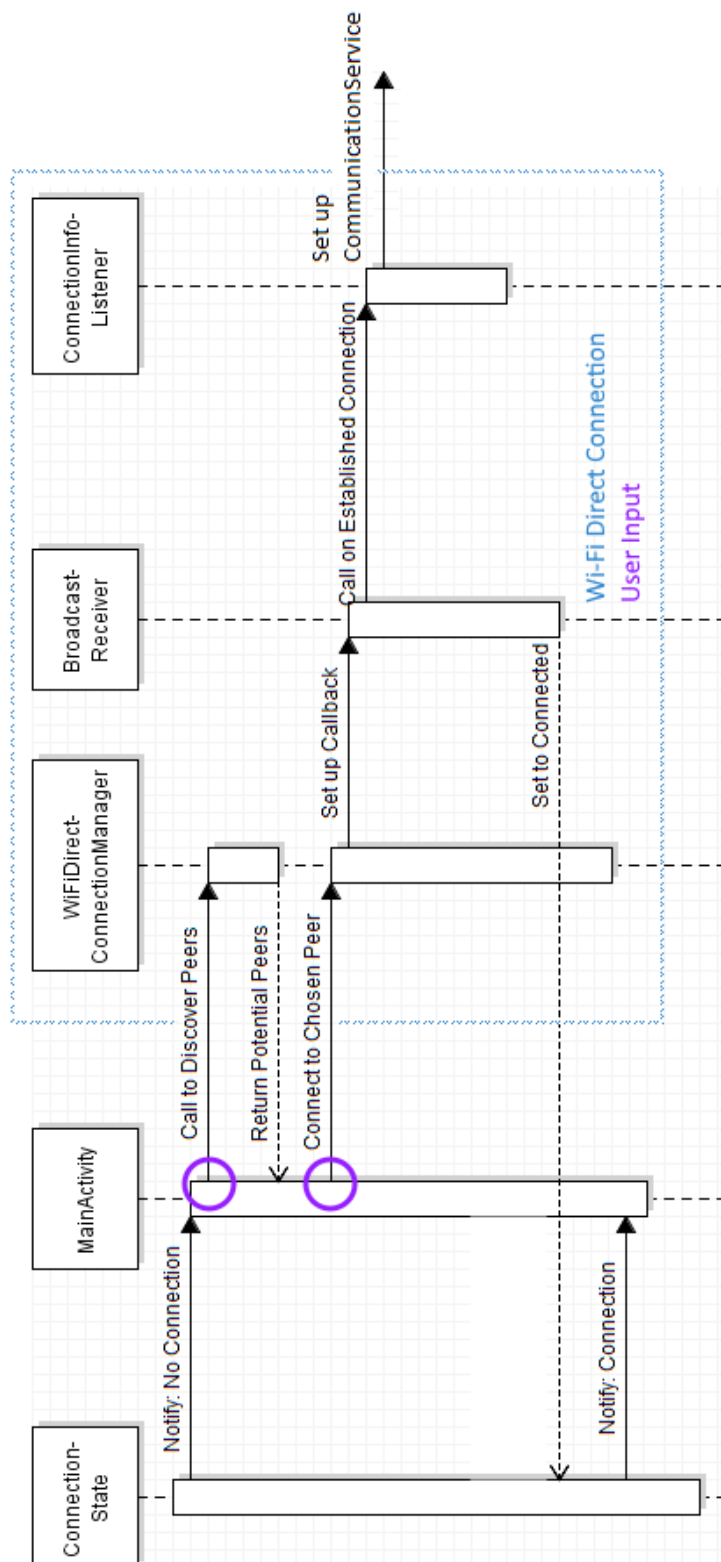 Connection-
State
MainActivity
WiFiDirect-
ConnectionManager
Broadcast-
Receiver
ConnectionInfo-
Listener
Notify: No Connection
Call to Discover Peers
Return Potential Peers
Connect to Chosen Peer
Set up Callback
Call on Established Connection
Set up
CommunicationService
Set to Connected
Notify: Connection
Wi-Fi Direct Connection
User Input